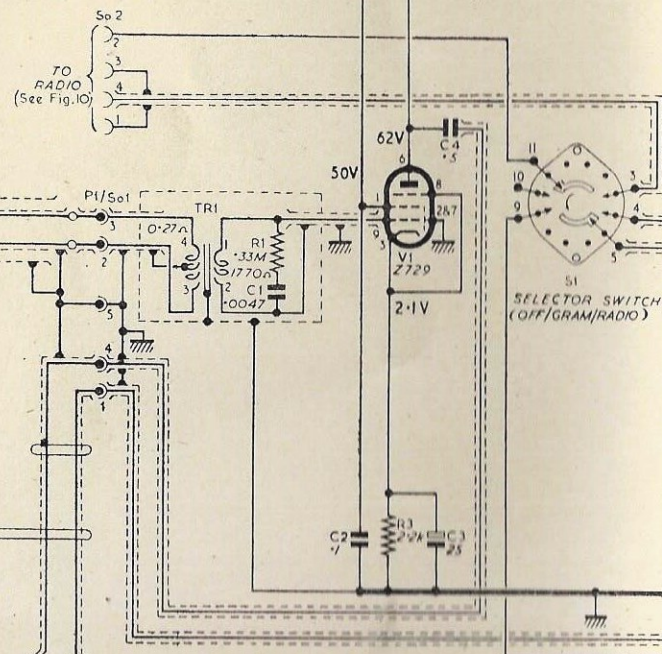 So 2
2
3
4
1
TO
RADIO
(See Fig.10)
62V
C4
.5
50V
6
8
1
2&7
9
3
V1
Z729
2·1V
11
10
9
3
4
5
S1
SELECTOR SWITCH
(OFF/GRAM/RADIO)
P1/So1
3
2
5
4
1
TR1
0·27Ω
4
3
1
2
R1
·33M
1770Ω
C1
·0047
C2
·1
R3
2·2k
C3
25